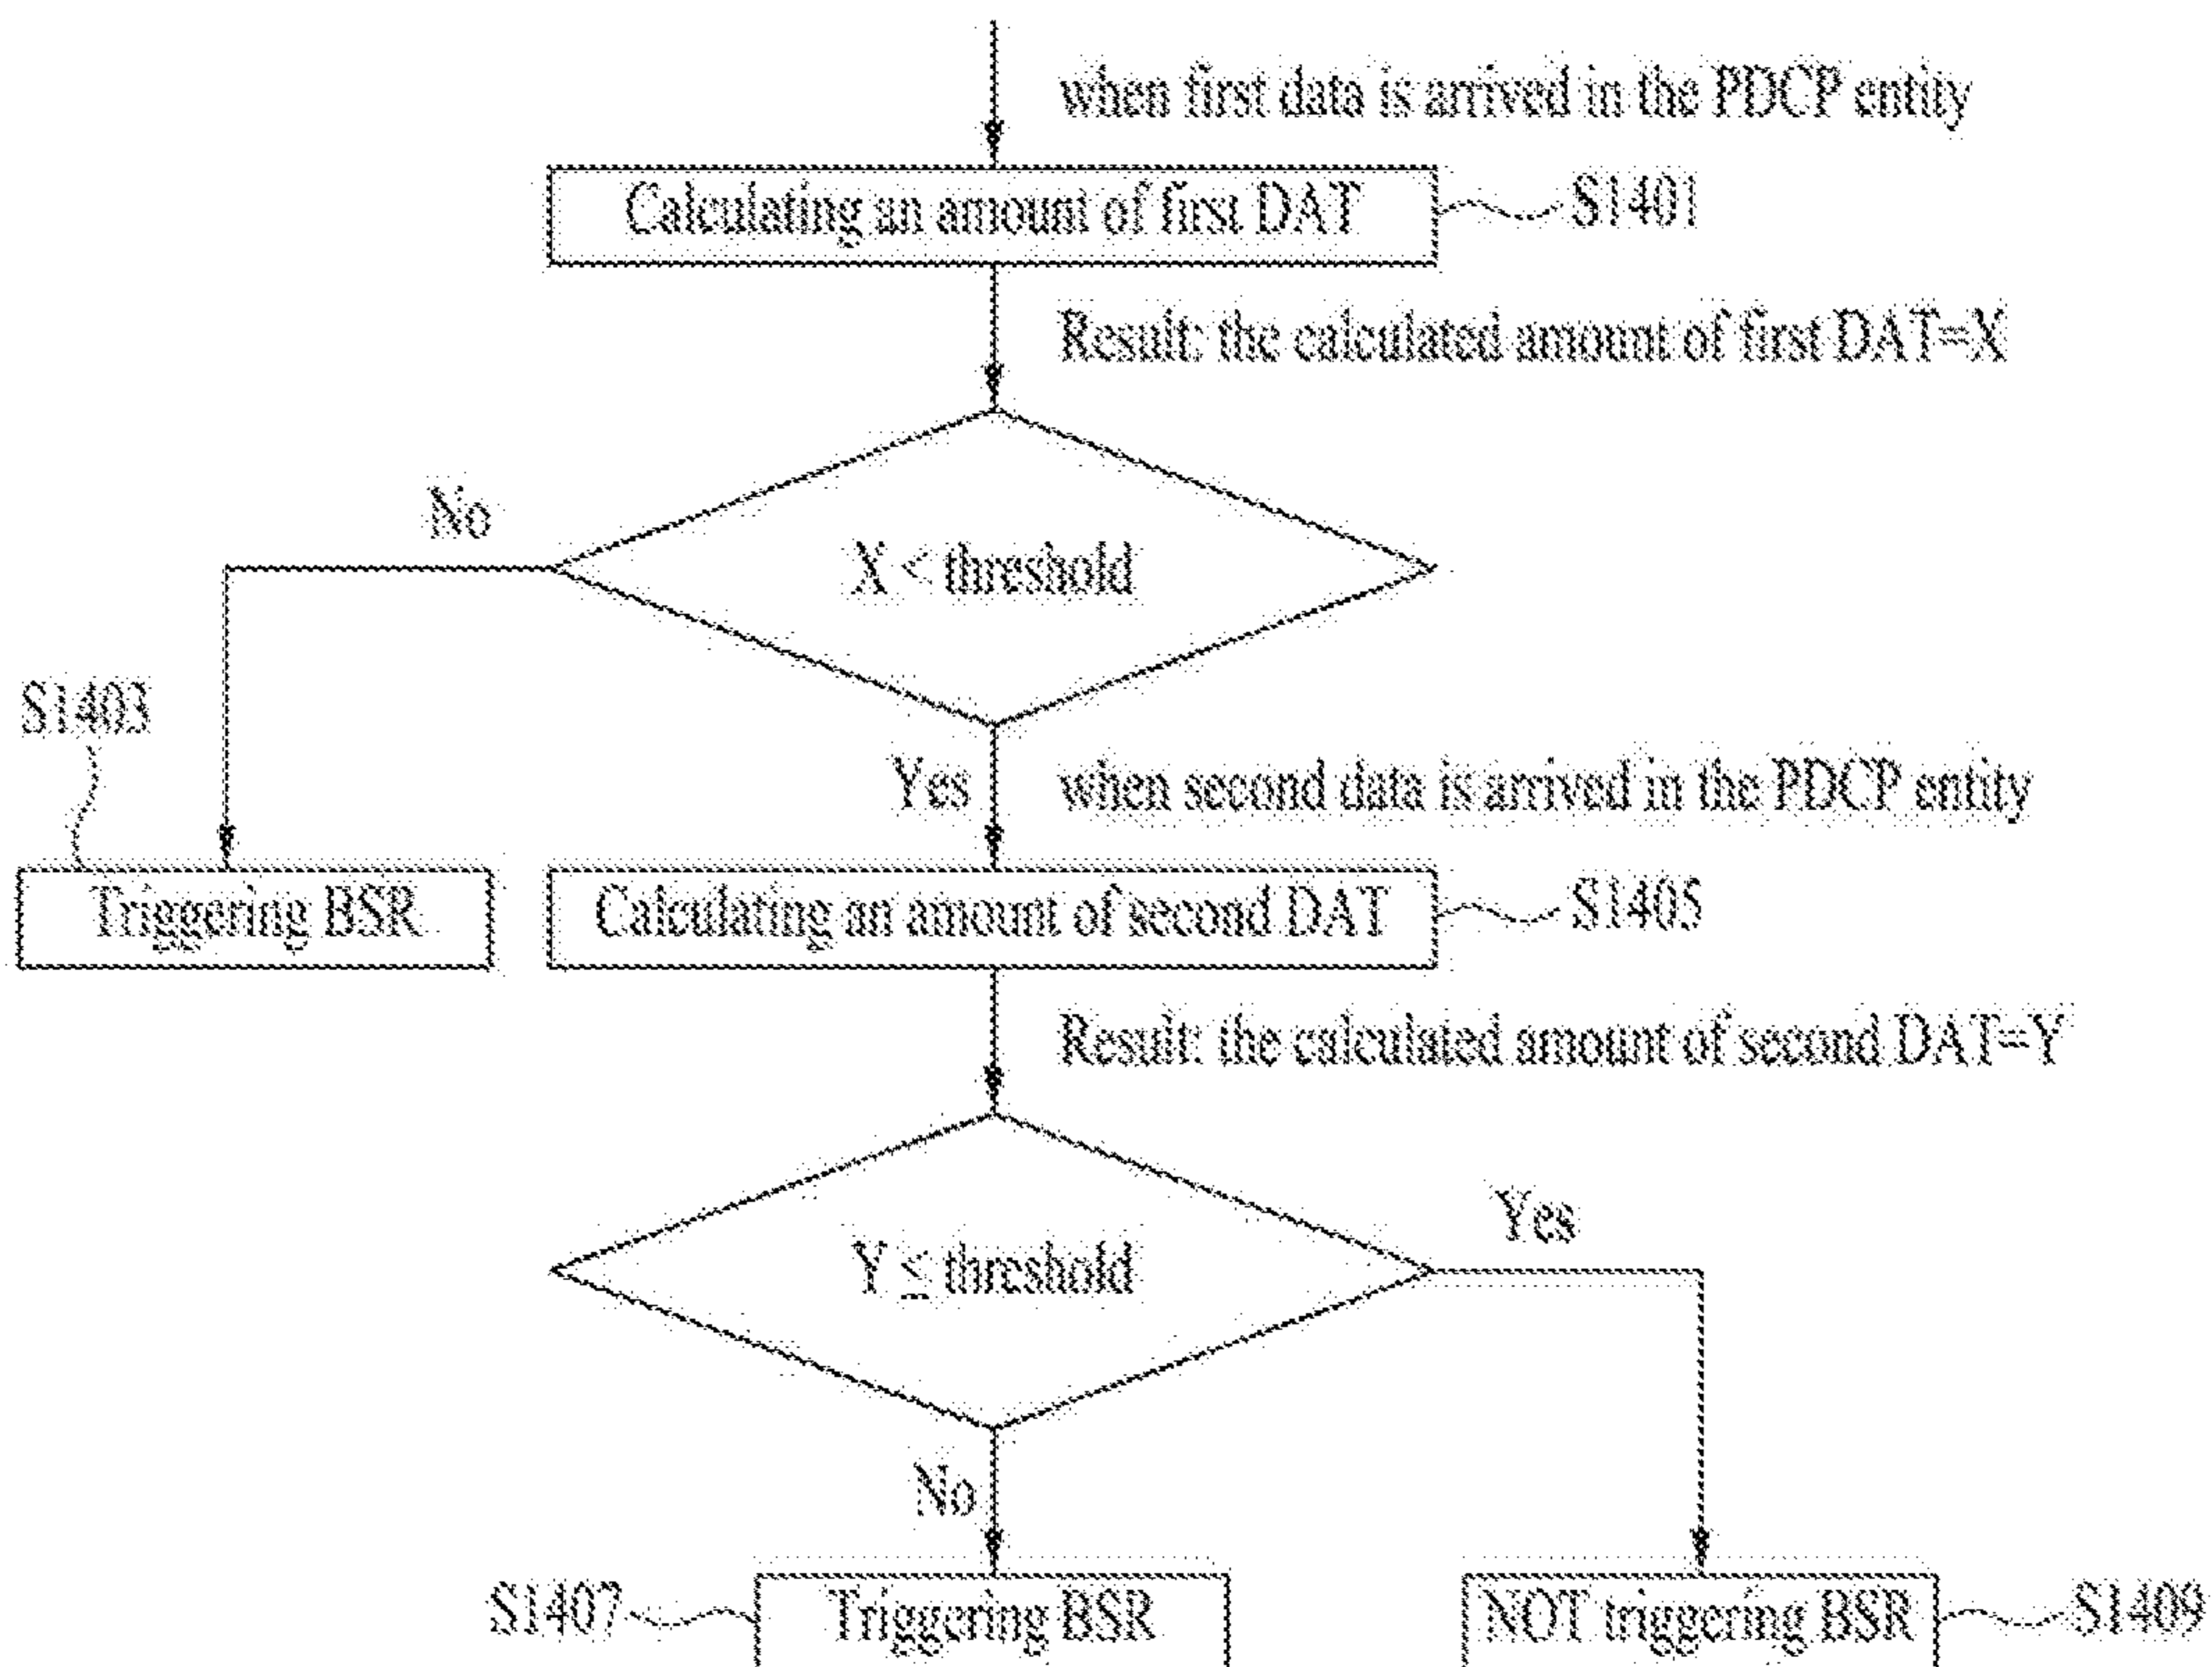 when first data is arrived in the PDCP entity
Calculating an amount of first DAT
S1401
Result: the calculated amount of first DAT=X
No
X < threshold
S1403
Yes
when second data is arrived in the PDCP entity
Triggering BSR
Calculating an amount of second DAT
S1405
Result: the calculated amount of second DAT=Y
Yes
Y ≤ threshold
No
S1407
Triggering BSR
NOT triggering BSR
S1409